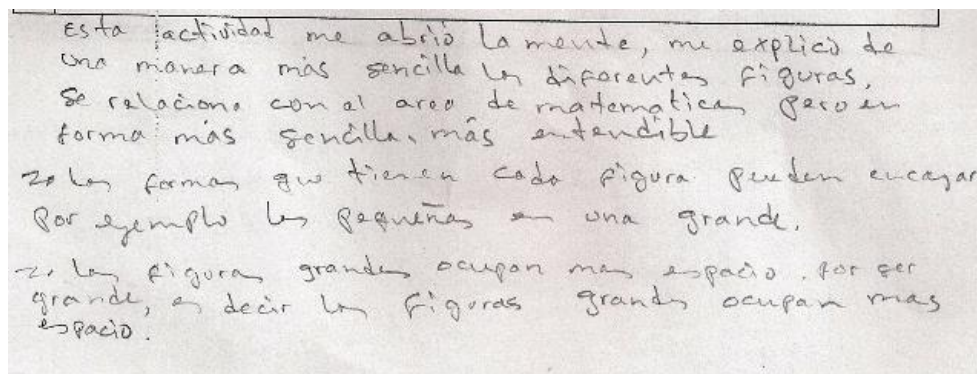 Esta actividad me abrió la mente, me explicó de
una manera más sencilla las diferentes figuras,
se relaciona con el area de matematicas pero en
forma más sencilla, más entendible
2. las formas que tienen cada figura pueden encajar
Por ejemplo las pequeñas en una grande.
2. las figuras grandes ocupan mas espacio. por ser
grande, es decir las figuras grandes ocupan mas
espacio.